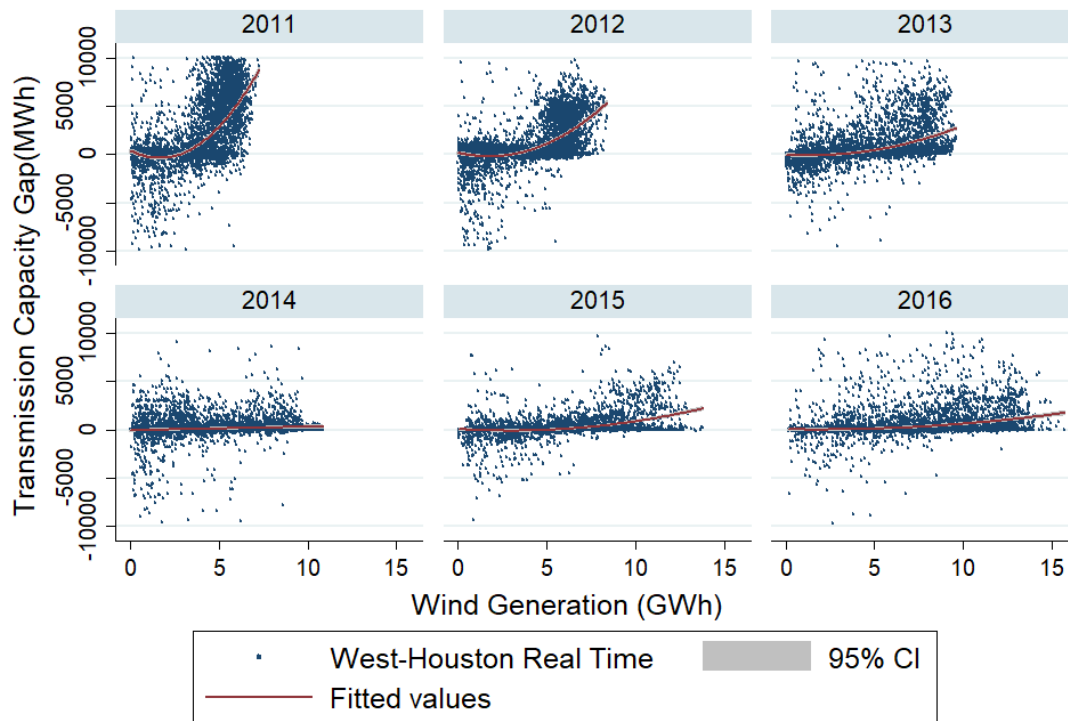 2011 2012 2013
10000
5000
0
-5000
-10000
2014 2015 2016
10000
5000
0
-5000
-10000
Transmission Capacity Gap(MWh)
0 5 10 15 0 5 10 15 0 5 10 15
Wind Generation (GWh)
West-Houston Real Time 95% CI
Fitted values